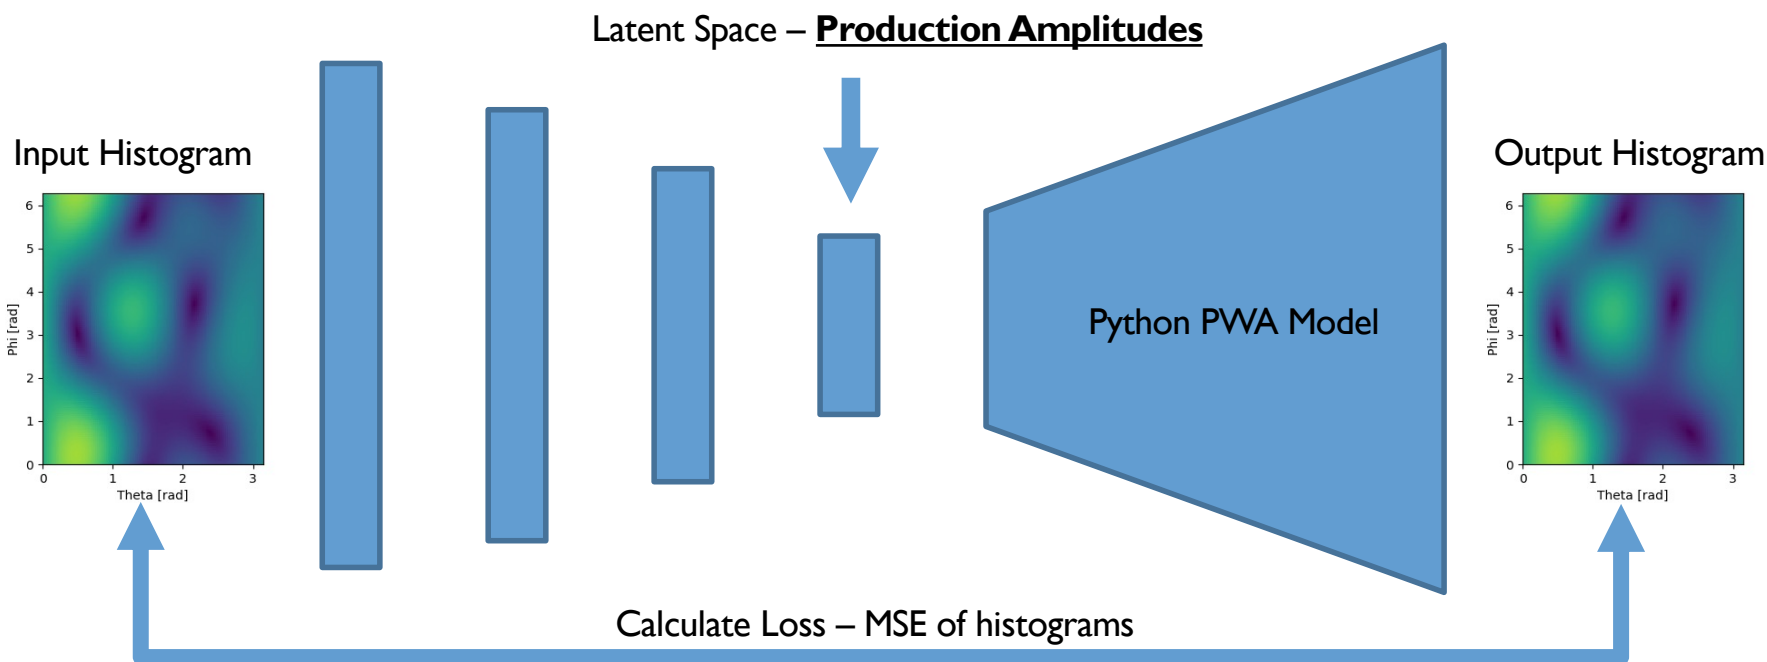 Latent Space – Production Amplitudes
Input Histogram
Output Histogram
6
5
4
3
2
1
0
Phi [rad]
0 1 2 3
Theta [rad]
Python PWA Model
6
5
4
3
2
1
0
Phi [rad]
0 1 2 3
Theta [rad]
Calculate Loss – MSE of histograms